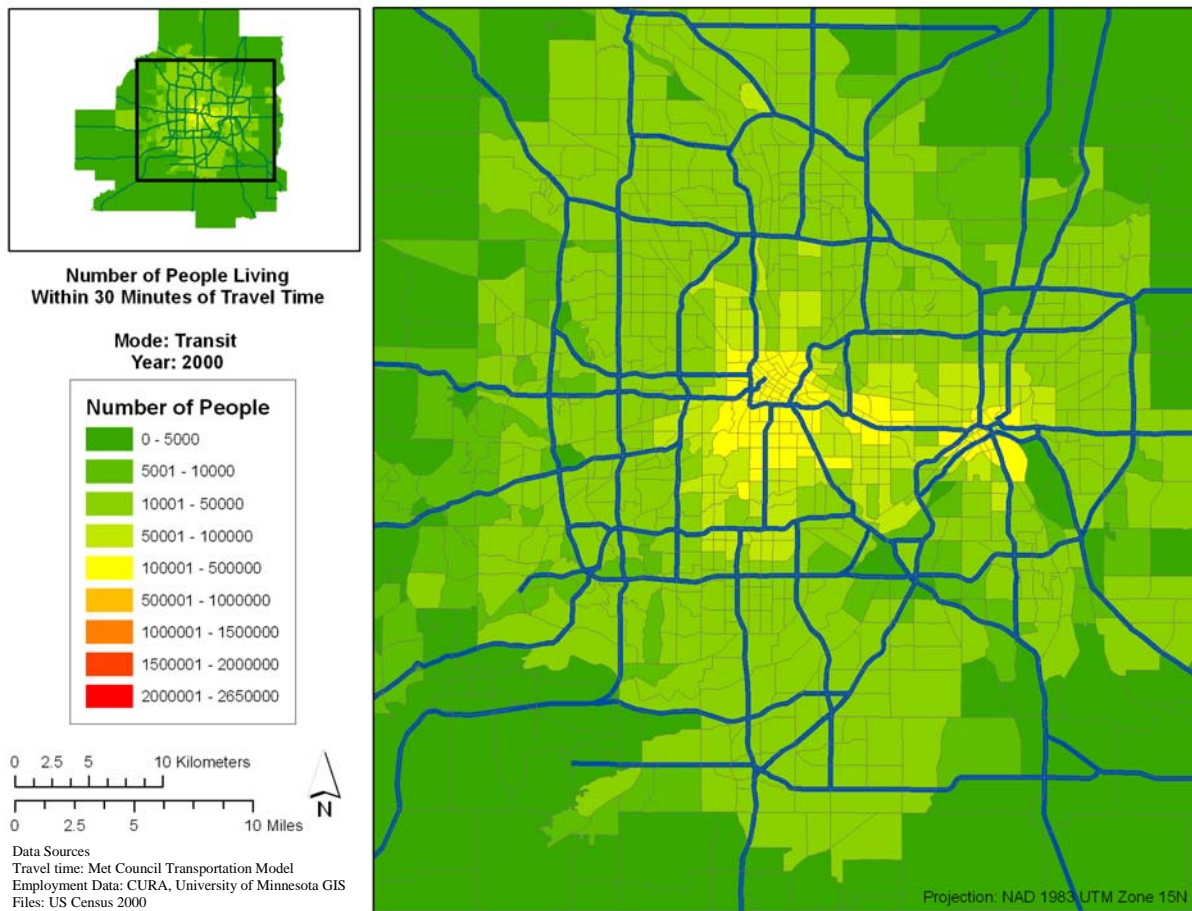 Number of People Living
Within 30 Minutes of Travel Time
Mode: Transit
Year: 2000
Number of People
0 - 5000
5001 - 10000
10001 - 50000
50001 - 100000
100001 - 500000
500001 - 1000000
1000001 - 1500000
1500001 - 2000000
2000001 - 2650000
0 2.5 5 10 Kilometers
0 2.5 5 10 Miles
N
Data Sources
Travel time: Met Council Transportation Model
Employment Data: CURA, University of Minnesota GIS
Files: US Census 2000
Projection: NAD 1983 UTM Zone 15N